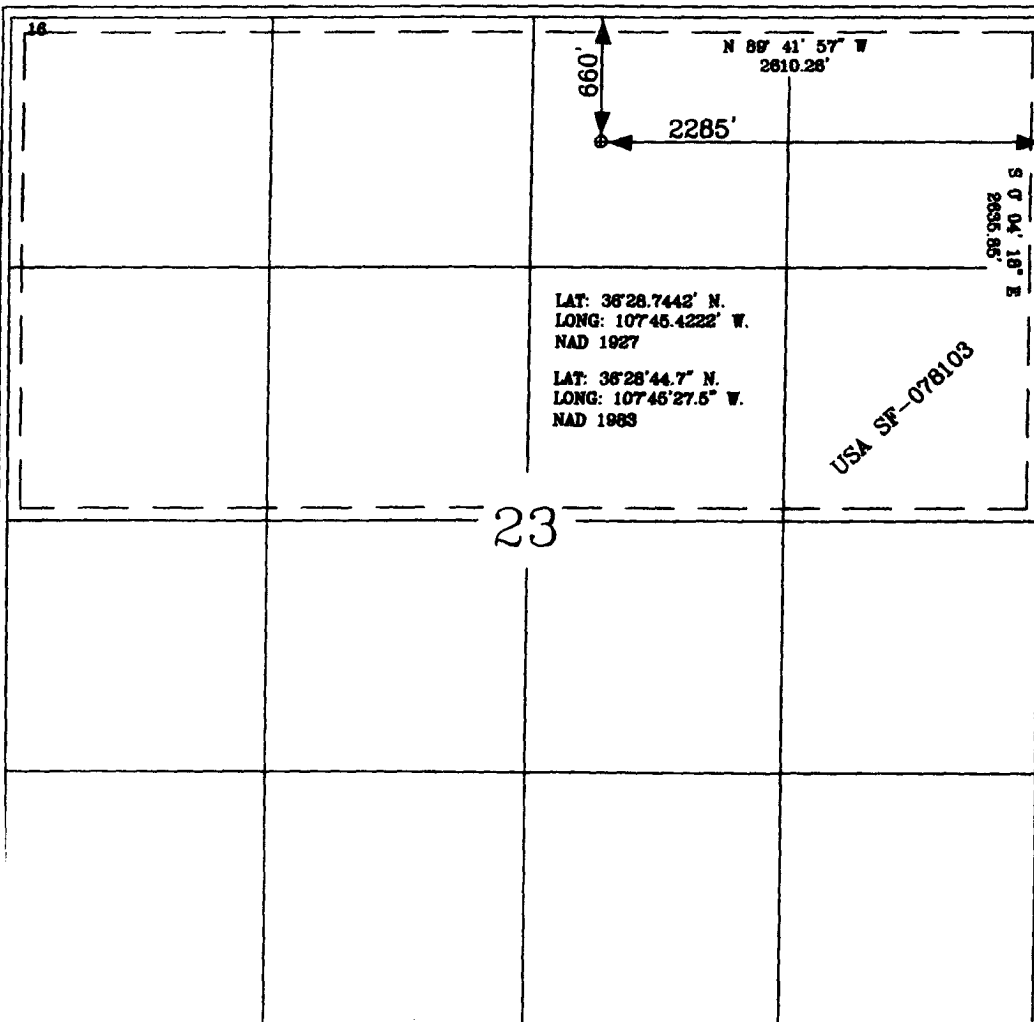 16
N 89° 41' 57" W
2610.26'
660'
2285'
S 0° 04' 18" E
2635.85'
LAT: 36°28.7442' N.
LONG: 107°45.4222' W.
NAD 1927
LAT: 36°28'44.7" N.
LONG: 107°45'27.5" W.
NAD 1983
USA SF-078103
23